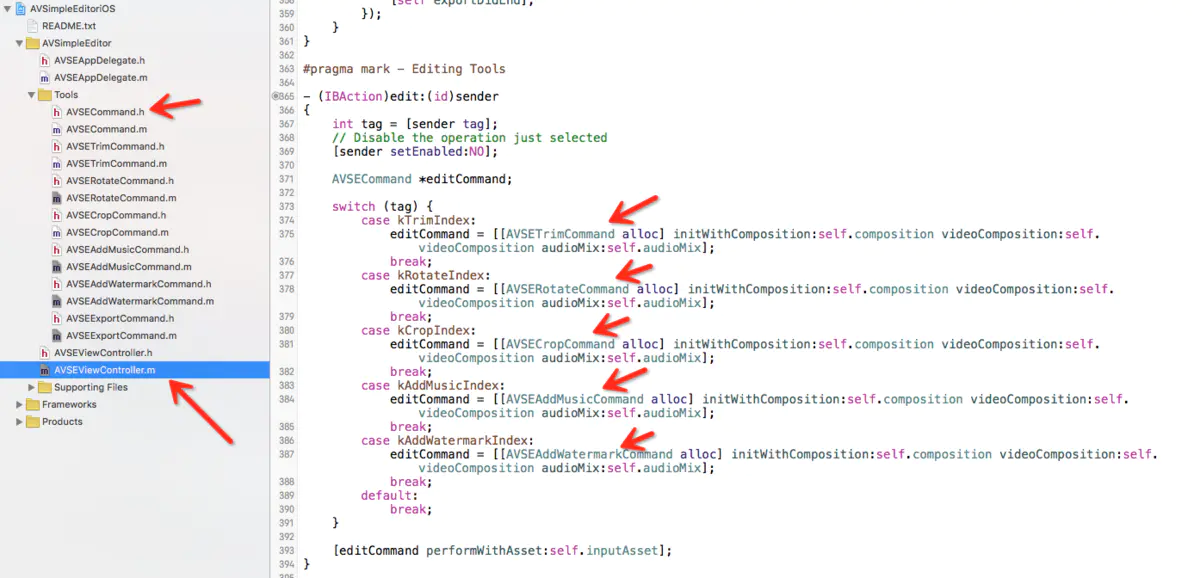 AVSimpleEditoriOS
README.txt
AVSimpleEditor
h AVSEAppDelegate.h
m AVSEAppDelegate.m
Tools
h AVSECommand.h
m AVSECommand.m
h AVSETrimCommand.h
m AVSETrimCommand.m
h AVSERotateCommand.h
m AVSERotateCommand.m
h AVSECropCommand.h
m AVSECropCommand.m
h AVSEAddMusicCommand.h
m AVSEAddMusicCommand.m
h AVSEAddWatermarkCommand.h
m AVSEAddWatermarkCommand.m
h AVSEExportCommand.h
m AVSEExportCommand.m
h AVSEViewController.h
m AVSEViewController.m
Supporting Files
Frameworks
Products
358 [self exportDidEnd];
359 });
360 }
361 }
362
363 #pragma mark - Editing Tools
364
365 - (IBAction)edit:(id)sender
366 {
367 int tag = [sender tag];
368 // Disable the operation just selected
369 [sender setEnabled:NO];
370
371 AVSECommand *editCommand;
372
373 switch (tag) {
374 case kTrimIndex:
375 editCommand = [[AVSETrimCommand alloc] initWithComposition:self.composition videoComposition:self.
videoComposition audioMix:self.audioMix];
376 break;
377 case kRotateIndex:
378 editCommand = [[AVSERotateCommand alloc] initWithComposition:self.composition videoComposition:self.
videoComposition audioMix:self.audioMix];
379 break;
380 case kCropIndex:
381 editCommand = [[AVSECropCommand alloc] initWithComposition:self.composition videoComposition:self.
videoComposition audioMix:self.audioMix];
382 break;
383 case kAddMusicIndex:
384 editCommand = [[AVSEAddMusicCommand alloc] initWithComposition:self.composition videoComposition:self.
videoComposition audioMix:self.audioMix];
385 break;
386 case kAddWatermarkIndex:
387 editCommand = [[AVSEAddWatermarkCommand alloc] initWithComposition:self.composition videoComposition:self.
videoComposition audioMix:self.audioMix];
388 break;
389 default:
390 break;
391 }
392
393 [editCommand performWithAsset:self.inputAsset];
394 }
395